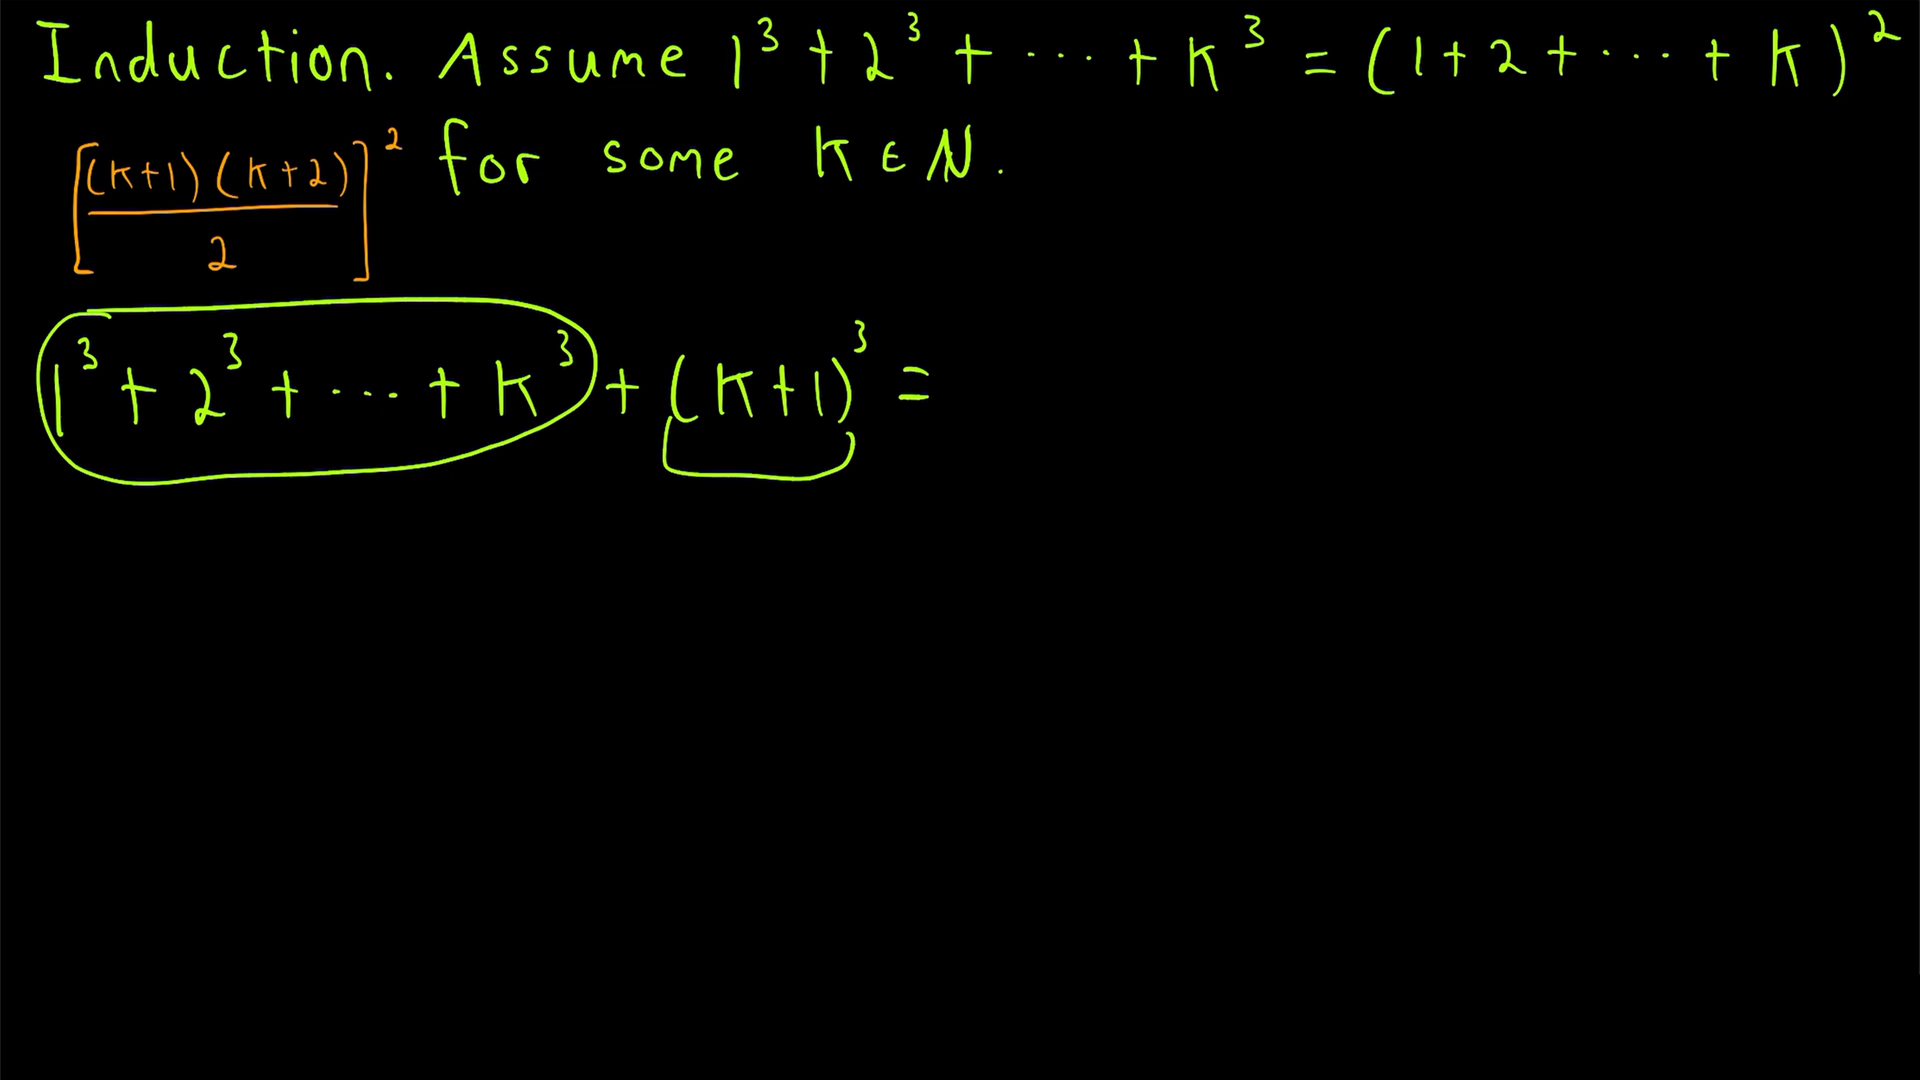 Induction. Assume 1³ + 2³ + ··· + K³ = (1 + 2 + ··· + K)²
for some K ∈ N.
[(K+1)(K+2) / 2]²
1³ + 2³ + ··· + K³ + (K+1)³ =